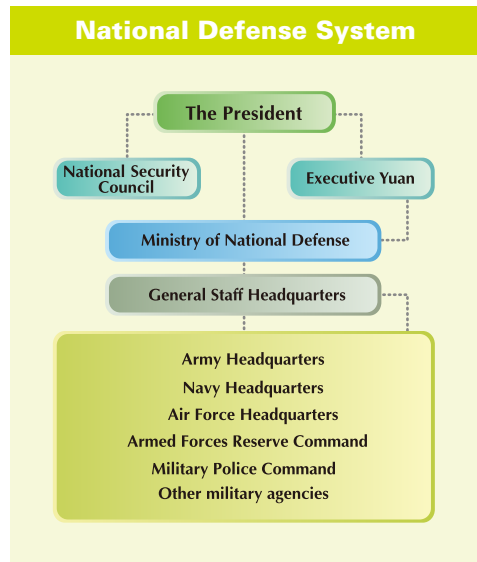 National Defense System
The President
National Security
Council
Executive Yuan
Ministry of National Defense
General Staff Headquarters
Army Headquarters
Navy Headquarters
Air Force Headquarters
Armed Forces Reserve Command
Military Police Command
Other military agencies